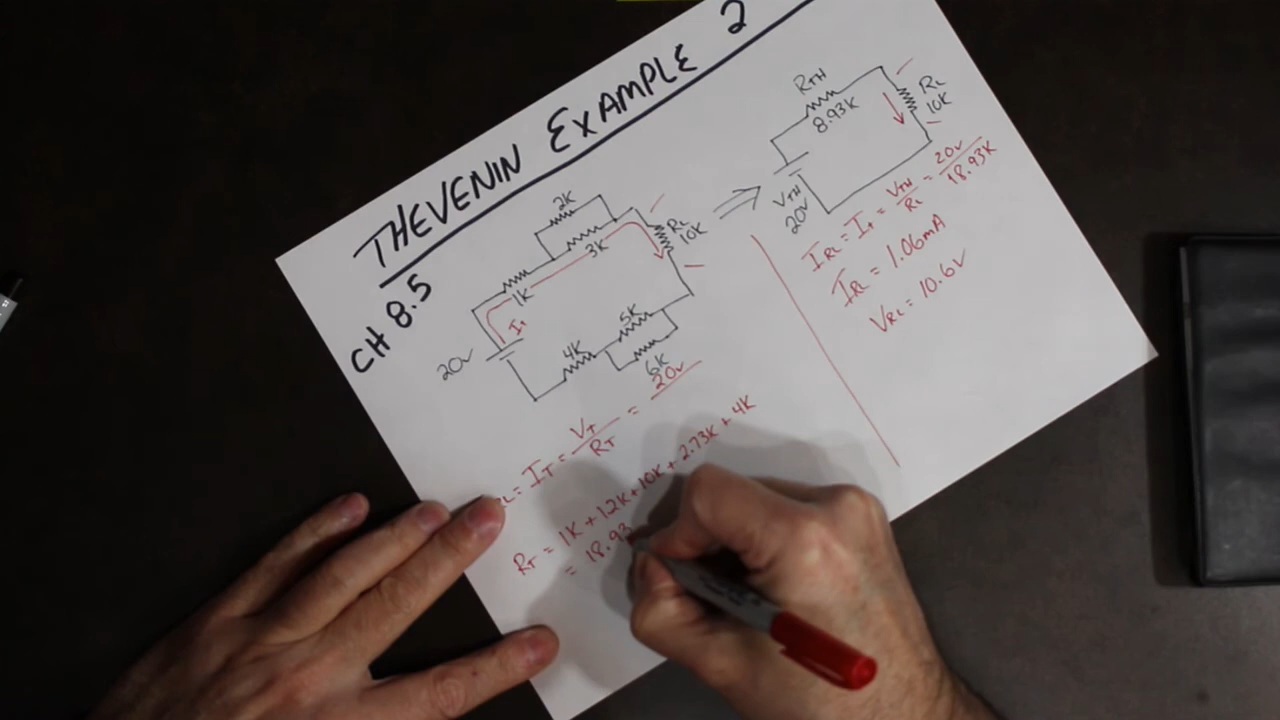 THEVENIN EXAMPLE 2
CH 8.5
2K
3K
1K
RL
10K
20V
IT
4K
5K
6K
RTH
8.93K
RL
10K
VTH
20V
IRL = IT = VTH/RL = 20V/18.93K
IRL = 1.06mA
VRL = 10.6V
RL = IT = VT/RT = 20V
RT = 1K + 1.2K + 10K + 2.73K + 4K
= 18.93